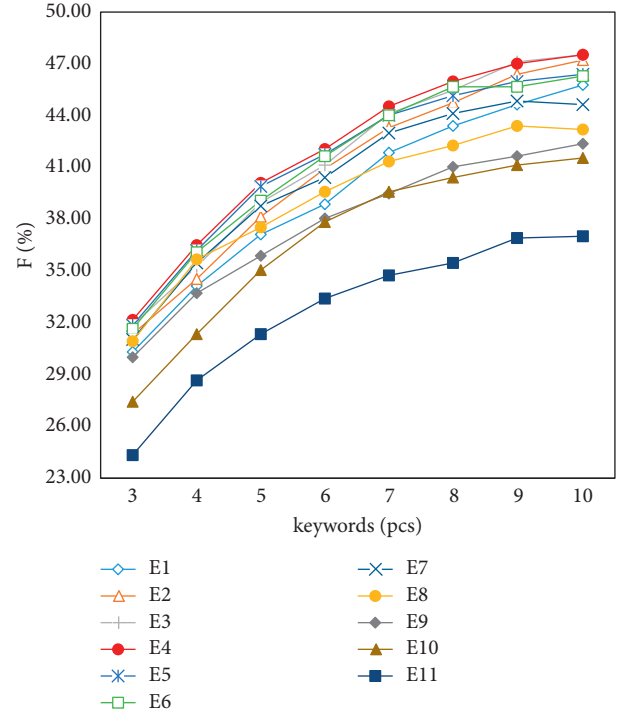 50.00
47.00
44.00
41.00
38.00
35.00
32.00
29.00
26.00
23.00
F (%)
3 4 5 6 7 8 9 10
keywords (pcs)
E1 E7
E2 E8
E3 E9
E4 E10
E5 E11
E6